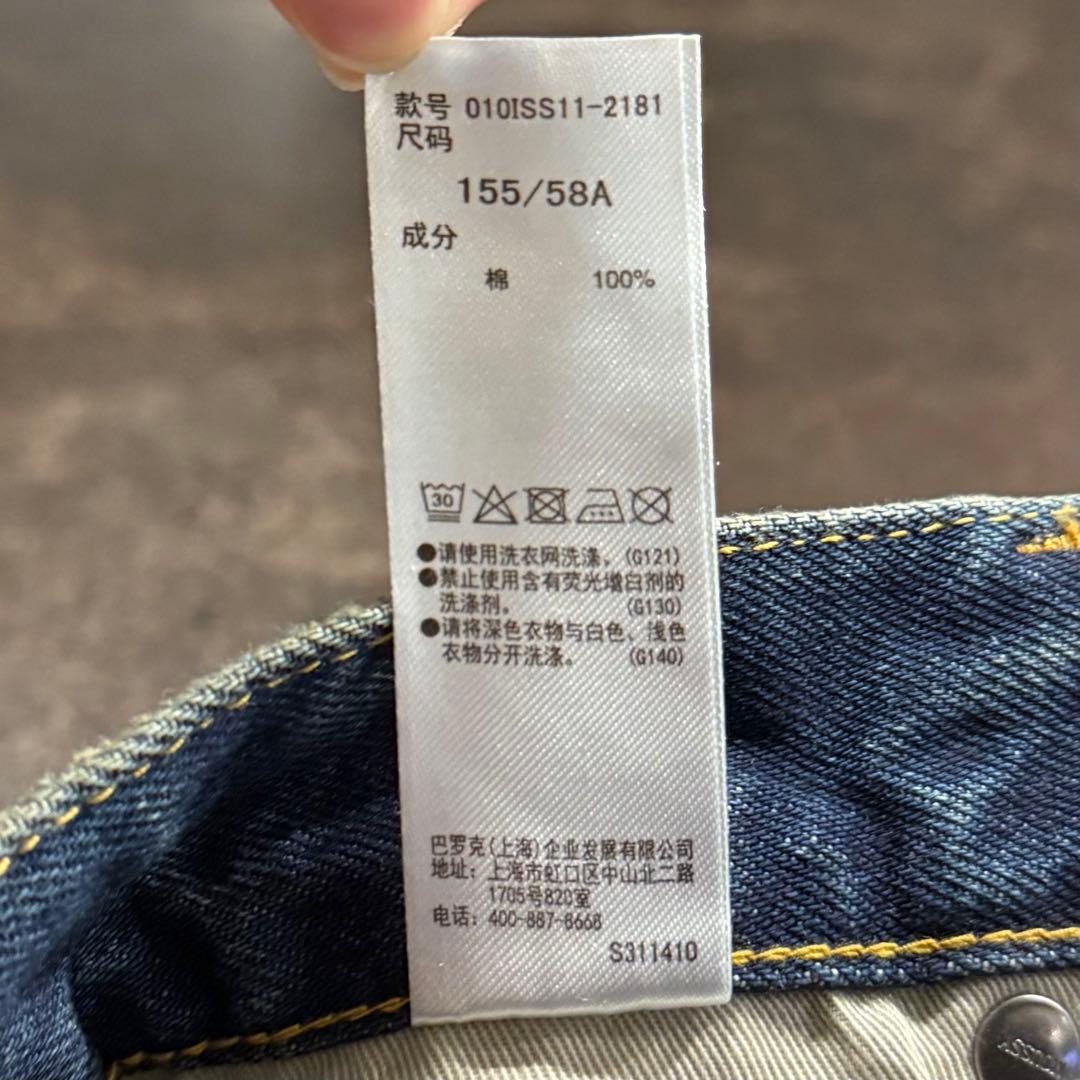 款号 010ISS11-2181
尺码
155/58A
成分
棉 100%
30
●请使用洗衣网洗涤。(G121)
●禁止使用含有荧光增白剂的
洗涤剂。 (G130)
●请将深色衣物与白色、浅色
衣物分开洗涤。 (G140)
巴罗克(上海)企业发展有限公司
地址: 上海市虹口区中山北二路
1705号820室
电话: 400-887-8668
S311410